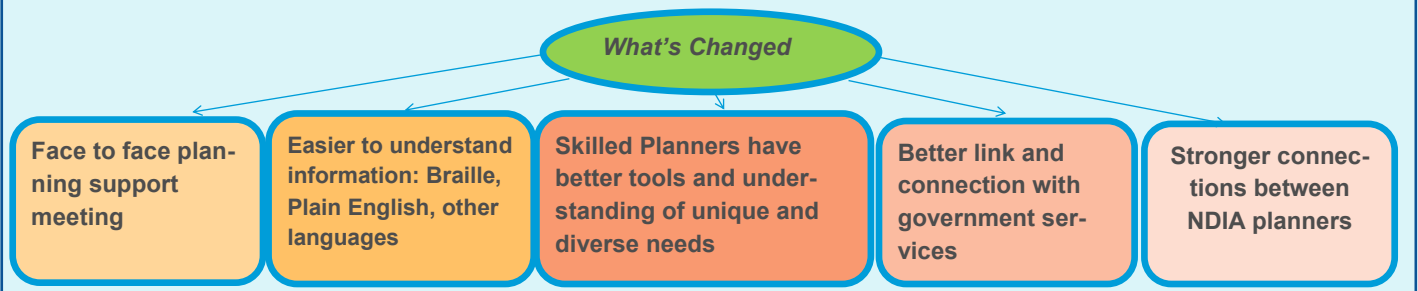 What's Changed
Face to face plan-
ning support
meeting
Easier to understand
information: Braille,
Plain English, other
languages
Skilled Planners have
better tools and under-
standing of unique and
diverse needs
Better link and
connection with
government ser-
vices
Stronger connec-
tions between
NDIA planners